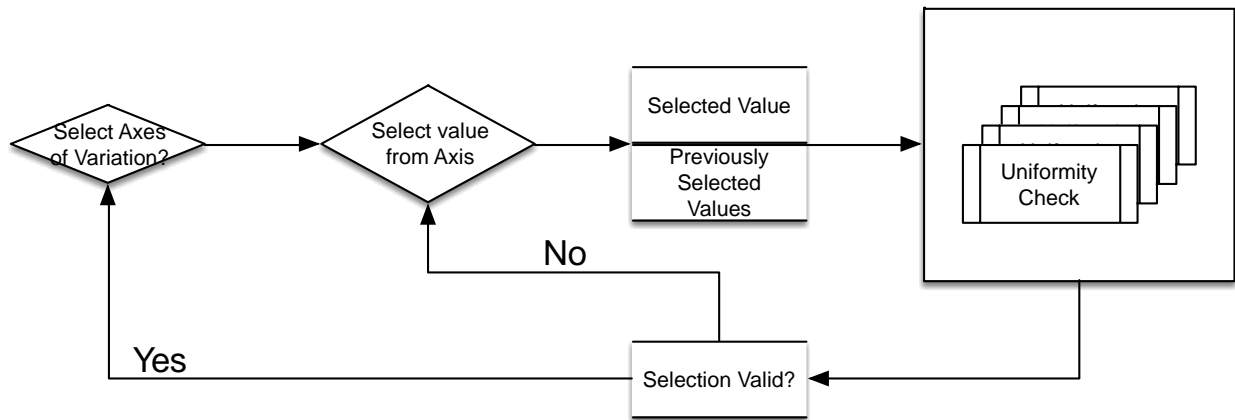 Select Axes
of Variation?
Select value
from Axis
Selected Value
Previously
Selected
Values
Uniformity
Check
No
Yes
Selection Valid?